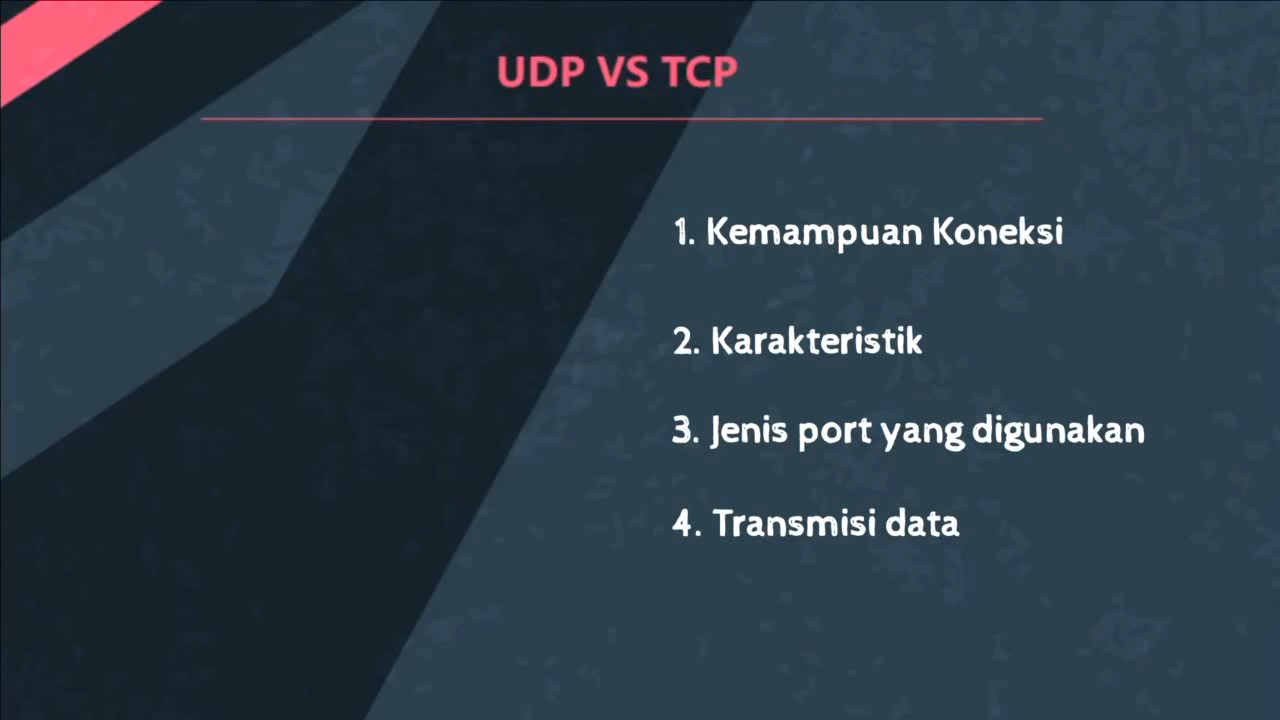 UDP VS TCP
1. Kemampuan Koneksi
2. Karakteristik
3. Jenis port yang digunakan
4. Transmisi data